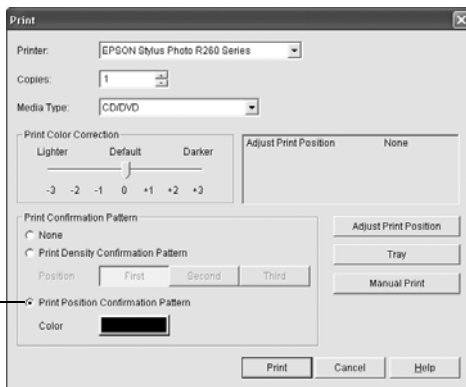 Print
Printer: EPSON Stylus Photo R260 Series
Copies: 1
Media Type: CD/DVD
Print Color Correction
Lighter Default Darker
-3 -2 -1 0 +1 +2 +3
Adjust Print Position None
Print Confirmation Pattern
None
Print Density Confirmation Pattern
Position First Second Third
Print Position Confirmation Pattern
Color
Adjust Print Position
Tray
Manual Print
Print Cancel Help